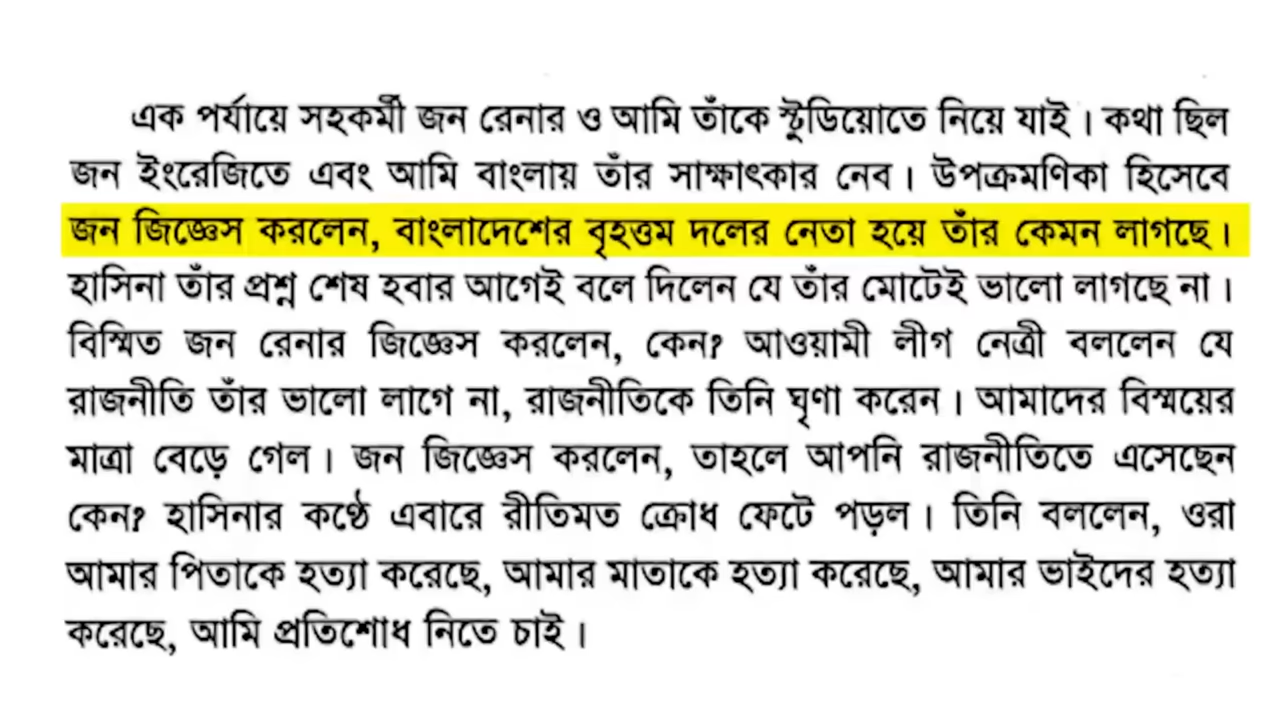 এক পর্যায়ে সহকর্মী জন রেনার ও আমি তাঁকে স্টুডিয়োতে নিয়ে যাই। কথা ছিল
জন ইংরেজিতে এবং আমি বাংলায় তাঁর সাক্ষাৎকার নেব। উপক্রমণিকা হিসেবে
জন জিজ্ঞেস করলেন, বাংলাদেশের বৃহত্তম দলের নেতা হয়ে তাঁর কেমন লাগছে।
হাসিনা তাঁর প্রশ্ন শেষ হবার আগেই বলে দিলেন যে তাঁর মোটেই ভালো লাগছে না।
বিস্মিত জন রেনার জিজ্ঞেস করলেন, কেন? আওয়ামী লীগ নেত্রী বললেন যে
রাজনীতি তাঁর ভালো লাগে না, রাজনীতিকে তিনি ঘৃণা করেন। আমাদের বিস্ময়ের
মাত্রা বেড়ে গেল। জন জিজ্ঞেস করলেন, তাহলে আপনি রাজনীতিতে এসেছেন
কেন? হাসিনার কণ্ঠে এবারে রীতিমত ক্রোধ ফেটে পড়ল। তিনি বললেন, ওরা
আমার পিতাকে হত্যা করেছে, আমার মাতাকে হত্যা করেছে, আমার ভাইদের হত্যা
করেছে, আমি প্রতিশোধ নিতে চাই।